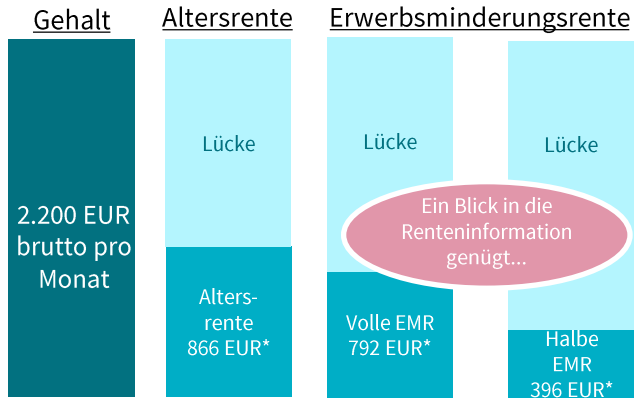 Gehalt
Altersrente
Erwerbsminderungsrente
2.200 EUR
brutto pro
Monat
Lücke
Alters-
rente
866 EUR*
Lücke
Volle EMR
792 EUR*
Lücke
Halbe
EMR
396 EUR*
Ein Blick in die
Renteninformation
genügt...